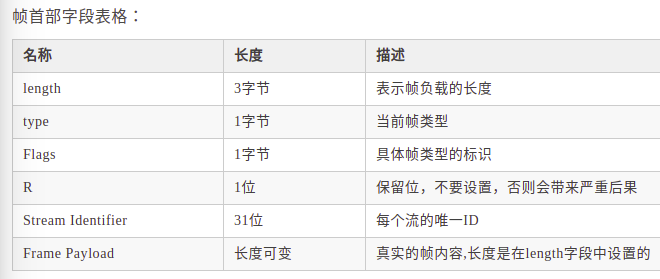 帧首部字段表格：
名称 长度 描述
length 3字节 表示帧负载的长度
type 1字节 当前帧类型
Flags 1字节 具体帧类型的标识
R 1位 保留位，不要设置，否则会带来严重后果
Stream Identifier 31位 每个流的唯一ID
Frame Payload 长度可变 真实的帧内容,长度是在length字段中设置的